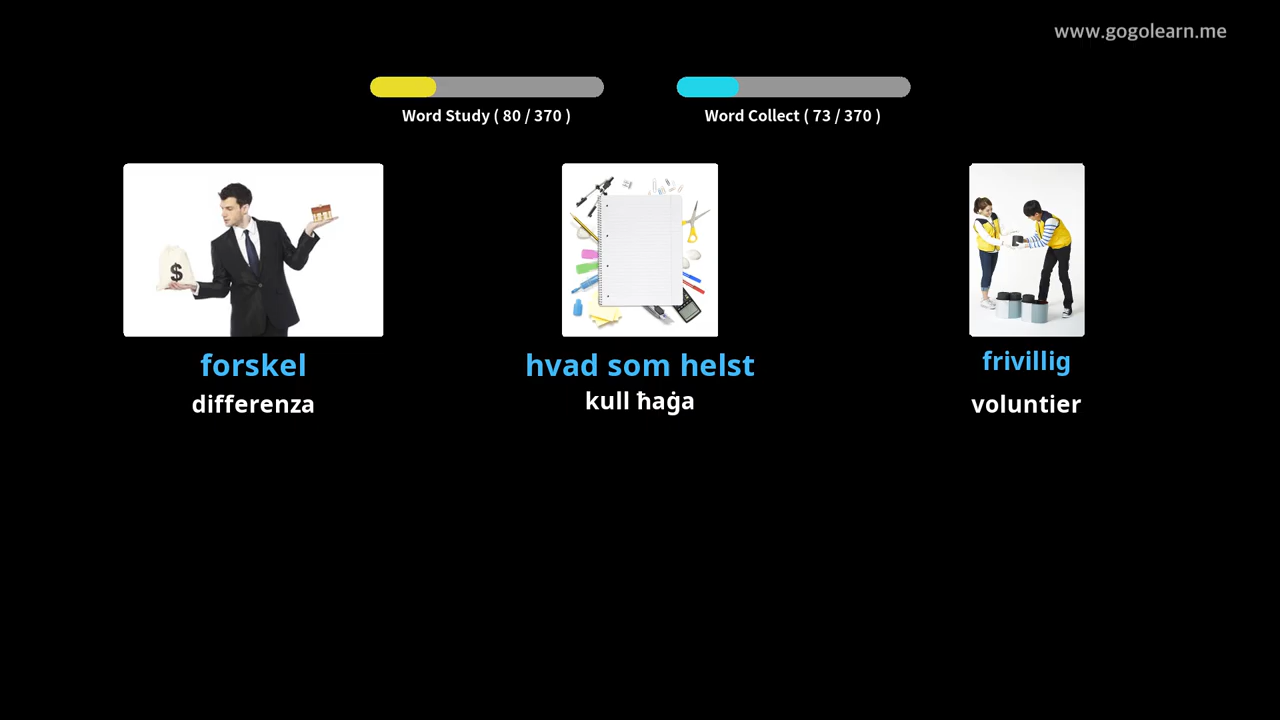 www.gogolearn.me
Word Study ( 80 / 370 )
Word Collect ( 73 / 370 )
$
forskel
differenza
hvad som helst
kull ħaġa
frivillig
voluntier